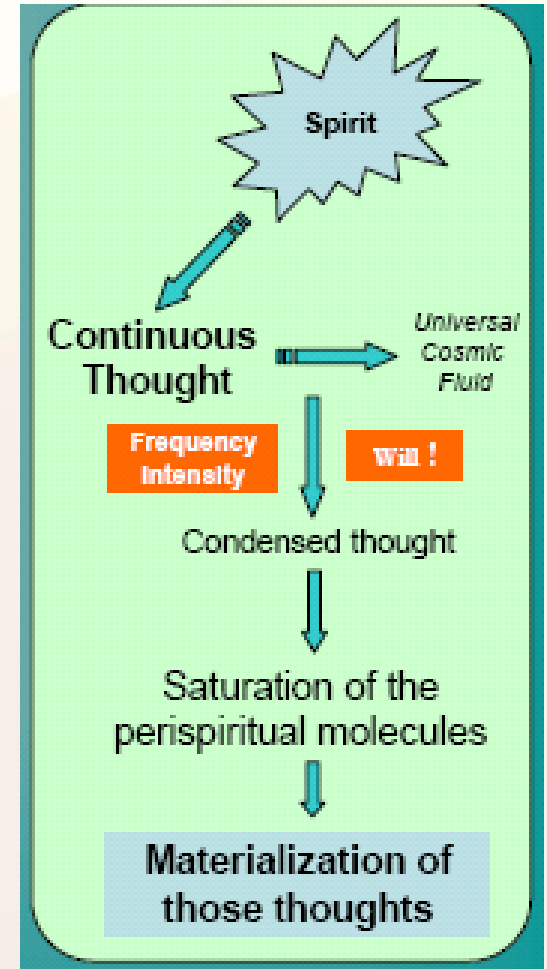 Spirit
Continuous
Thought
Universal
Cosmic
Fluid
Frequency
Intensity
Will !
Condensed thought
Saturation of the
perispiritual molecules
Materialization of
those thoughts